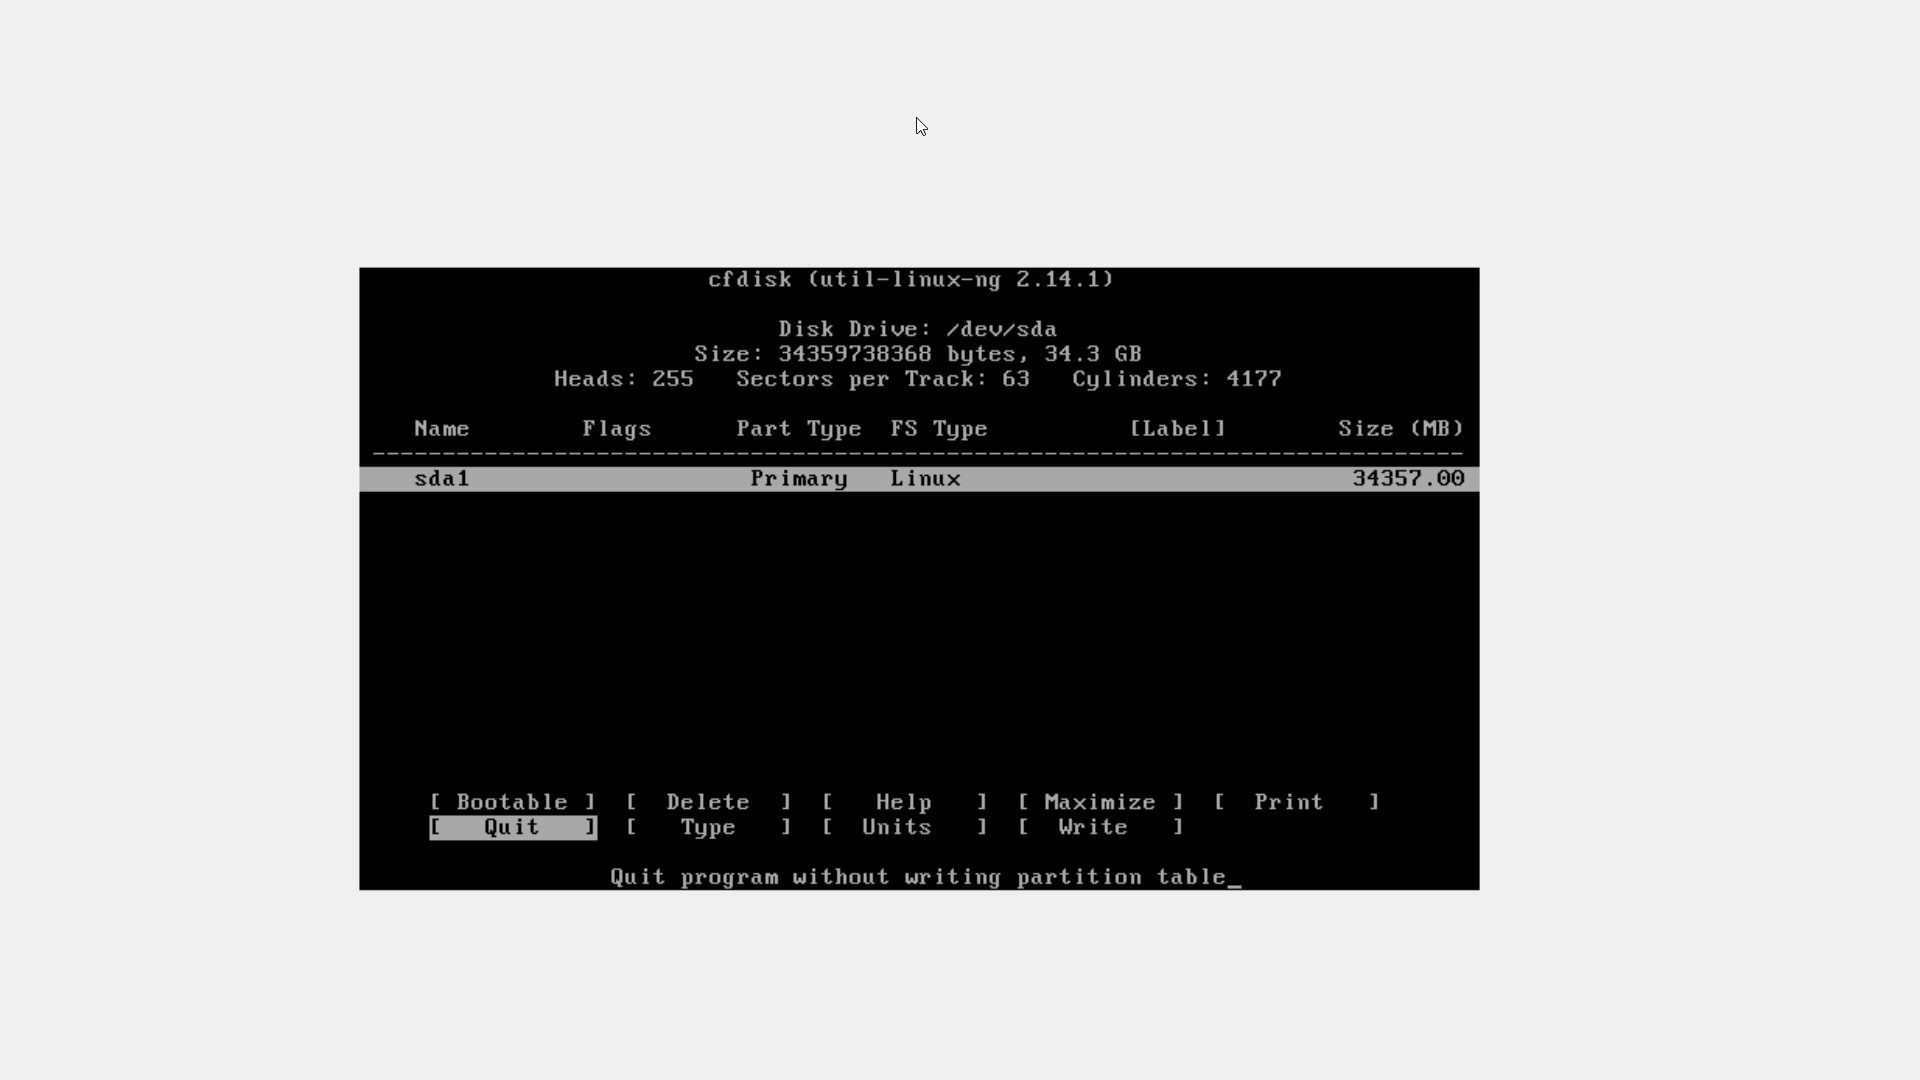 cfdisk (util-linux-ng 2.14.1)
Disk Drive: /dev/sda
Size: 34359738368 bytes, 34.3 GB
Heads: 255   Sectors per Track: 63   Cylinders: 4177
Name        Flags      Part Type  FS Type          [Label]        Size (MB)
------------------------------------------------------------------------------
sda1                    Primary   Linux                            34357.00
[ Bootable ]  [  Delete  ]  [   Help   ]  [ Maximize ]  [  Print   ]
[   Quit   ]  [   Type   ]  [  Units   ]  [  Write   ]
Quit program without writing partition table_